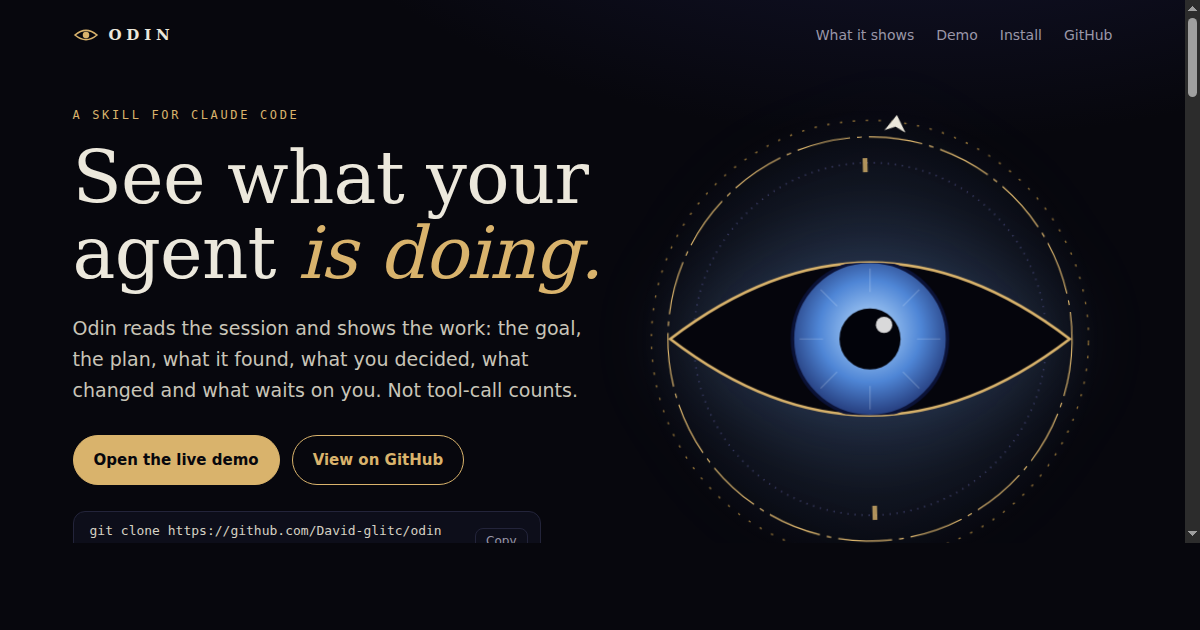 ODIN
What it shows Demo Install GitHub
A SKILL FOR CLAUDE CODE
See what your
agent is doing.
Odin reads the session and shows the work: the goal,
the plan, what it found, what you decided, what
changed and what waits on you. Not tool-call counts.
Open the live demo View on GitHub
git clone https://github.com/David-glitc/odin
Copy